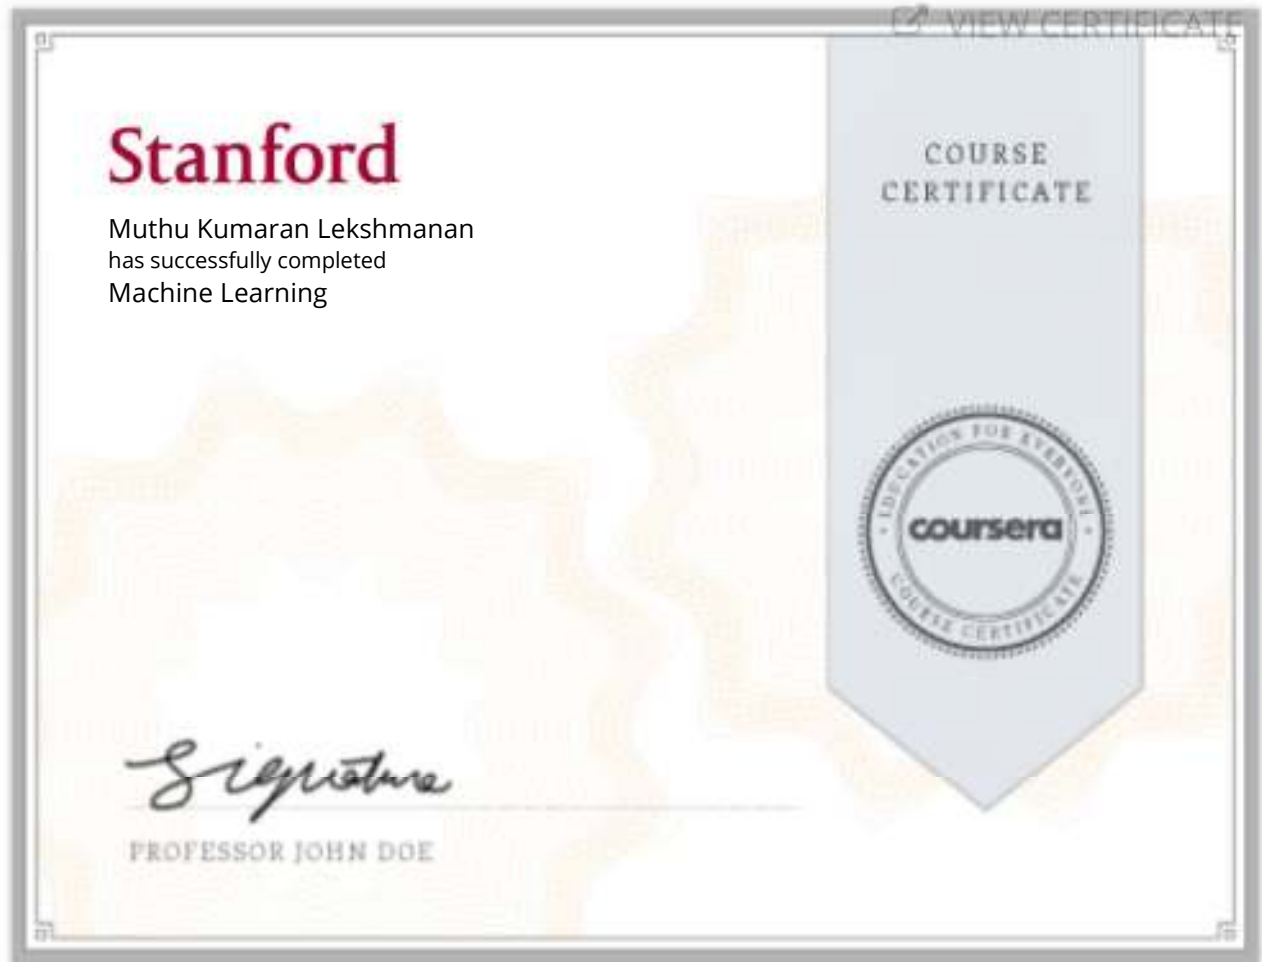 VIEW CERTIFICATE
Stanford
Muthu Kumaran Lekshmanan
has successfully completed
Machine Learning
COURSE
CERTIFICATE
EDUCATION FOR EVERYONE
coursera
COURSE CERTIFICATE
Signature
PROFESSOR JOHN DOE